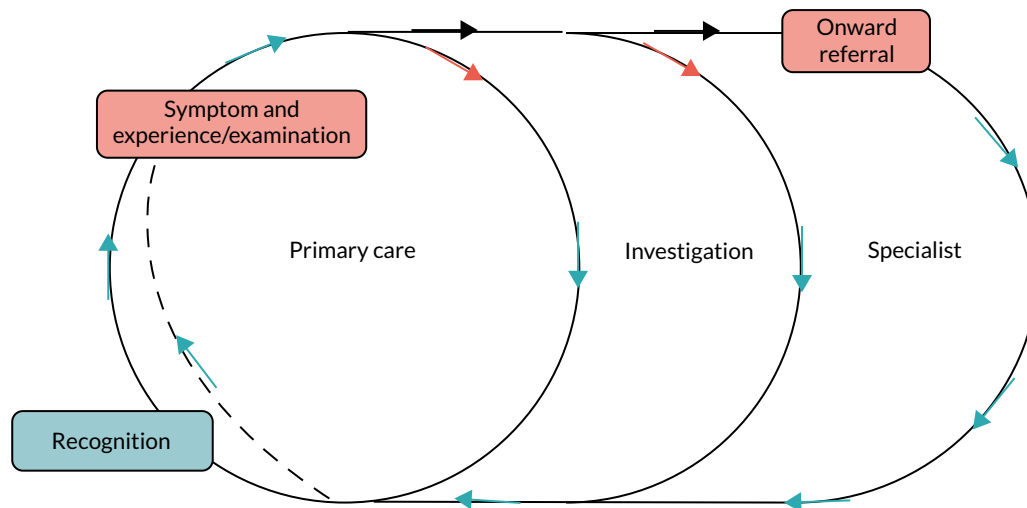 Onward
referral
Symptom and
experience/examination
Primary care
Investigation
Specialist
Recognition